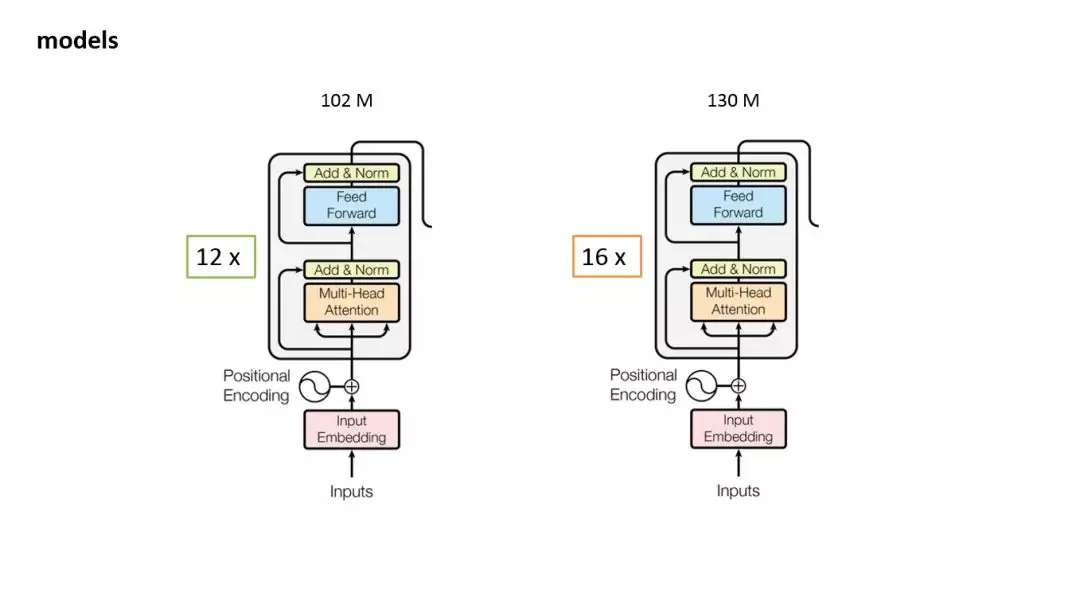 models
102 M
Add & Norm
Feed
Forward
12 x
Add & Norm
Multi-Head
Attention
Positional
Encoding
Input
Embedding
Inputs
130 M
Add & Norm
Feed
Forward
16 x
Add & Norm
Multi-Head
Attention
Positional
Encoding
Input
Embedding
Inputs